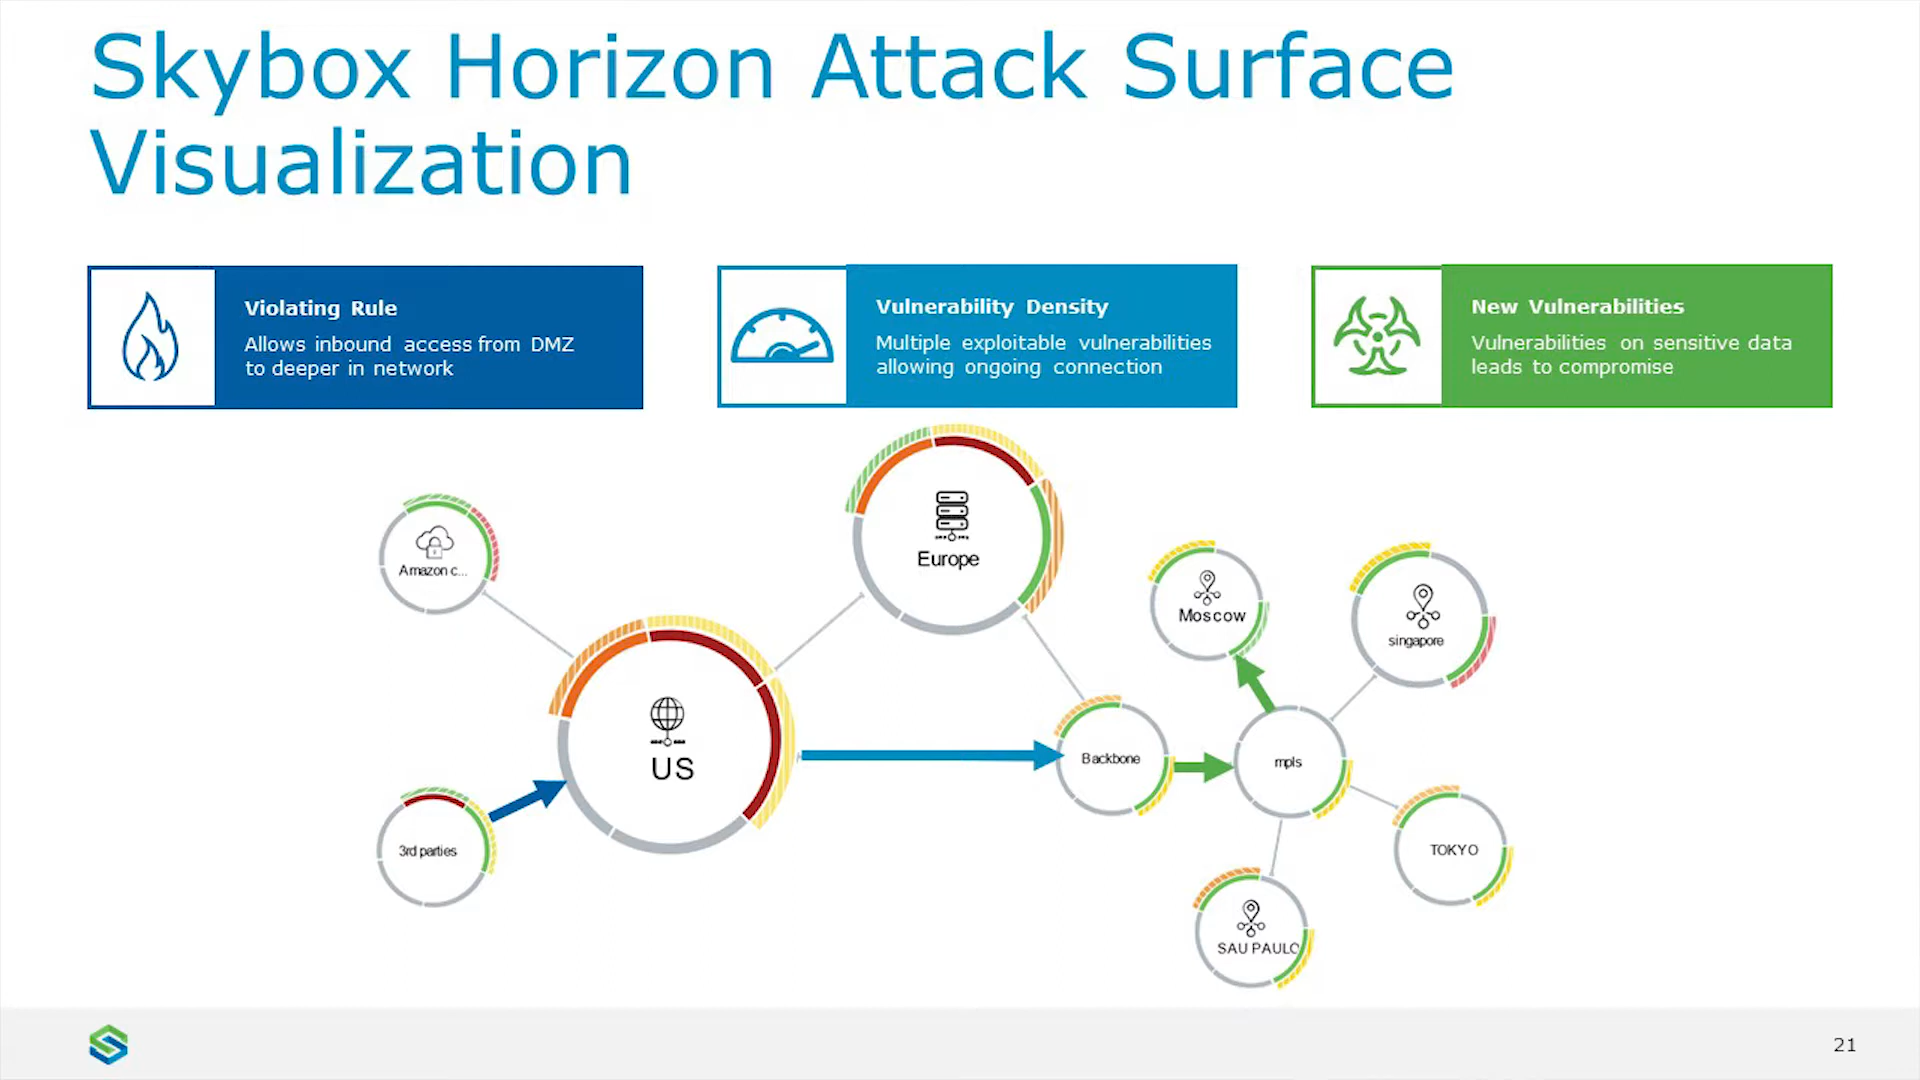 Skybox Horizon Attack Surface
Visualization
Violating Rule
Allows inbound access from DMZ
to deeper in network
Vulnerability Density
Multiple exploitable vulnerabilities
allowing ongoing connection
New Vulnerabilities
Vulnerabilities on sensitive data
leads to compromise
Amazon c...
Europe
Moscow
singapore
US
Backbone
mpls
3rd parties
TOKYO
SAU PAULO
21